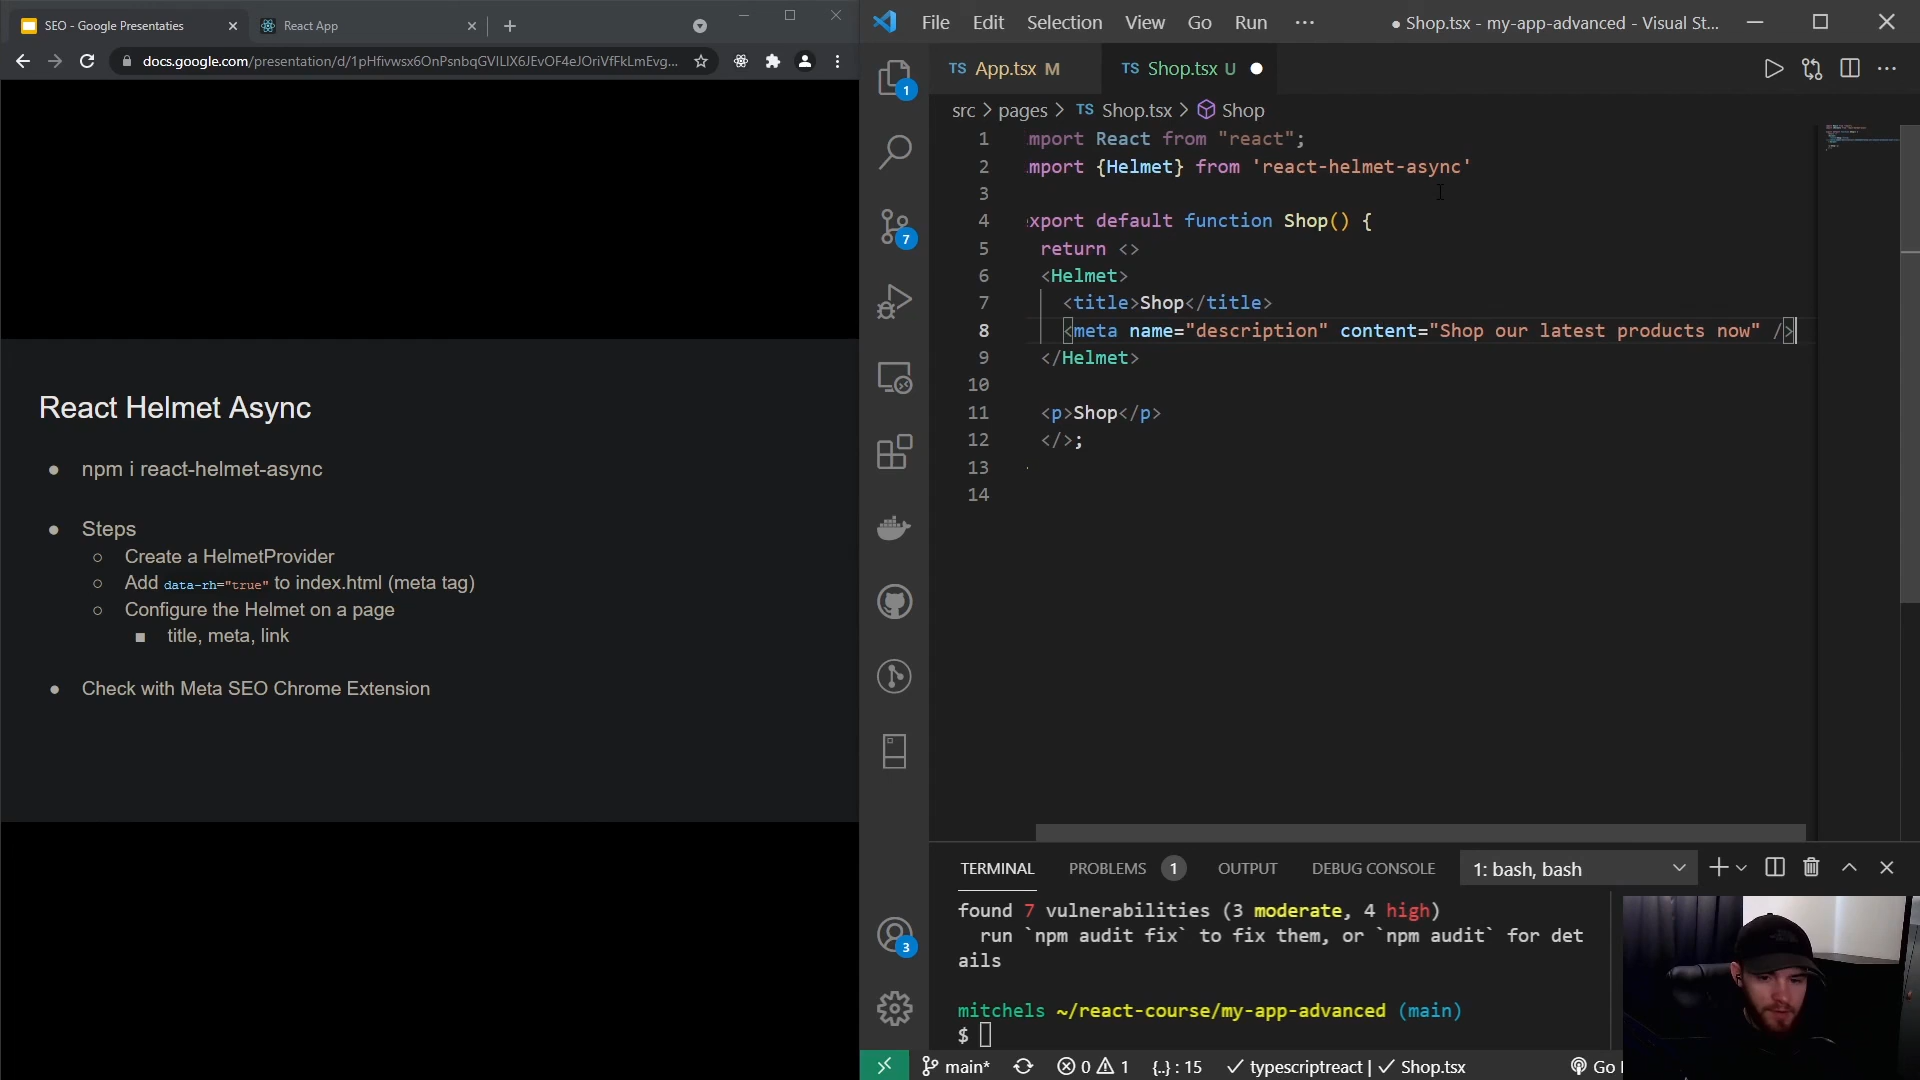 SEO - Google Presentaties
React App
docs.google.com/presentation/d/1pHfivwsx6OnPsnbqGVILIX6JEvOF4eJOriVfFkLmEvg...
React Helmet Async
● npm i react-helmet-async
● Steps
○ Create a HelmetProvider
○ Add data-rh="true" to index.html (meta tag)
○ Configure the Helmet on a page
■ title, meta, link
● Check with Meta SEO Chrome Extension
File Edit Selection View Go Run ··· ● Shop.tsx - my-app-advanced - Visual St...
TS App.tsx M TS Shop.tsx U ●
src > pages > TS Shop.tsx > Shop
1 mport React from "react";
2 mport {Helmet} from 'react-helmet-async'
3
4 xport default function Shop() {
5 return <>
6 <Helmet>
7 <title>Shop</title>
8 <meta name="description" content="Shop our latest products now" />
9 </Helmet>
10
11 <p>Shop</p>
12 </>;
13
14
1
7
3
TERMINAL PROBLEMS 1 OUTPUT DEBUG CONSOLE 1: bash, bash
found 7 vulnerabilities (3 moderate, 4 high)
run `npm audit fix` to fix them, or `npm audit` for det
ails
mitchels ~/react-course/my-app-advanced (main)
$
main* 0 1 {..} : 15 typescriptreact | Shop.tsx Go